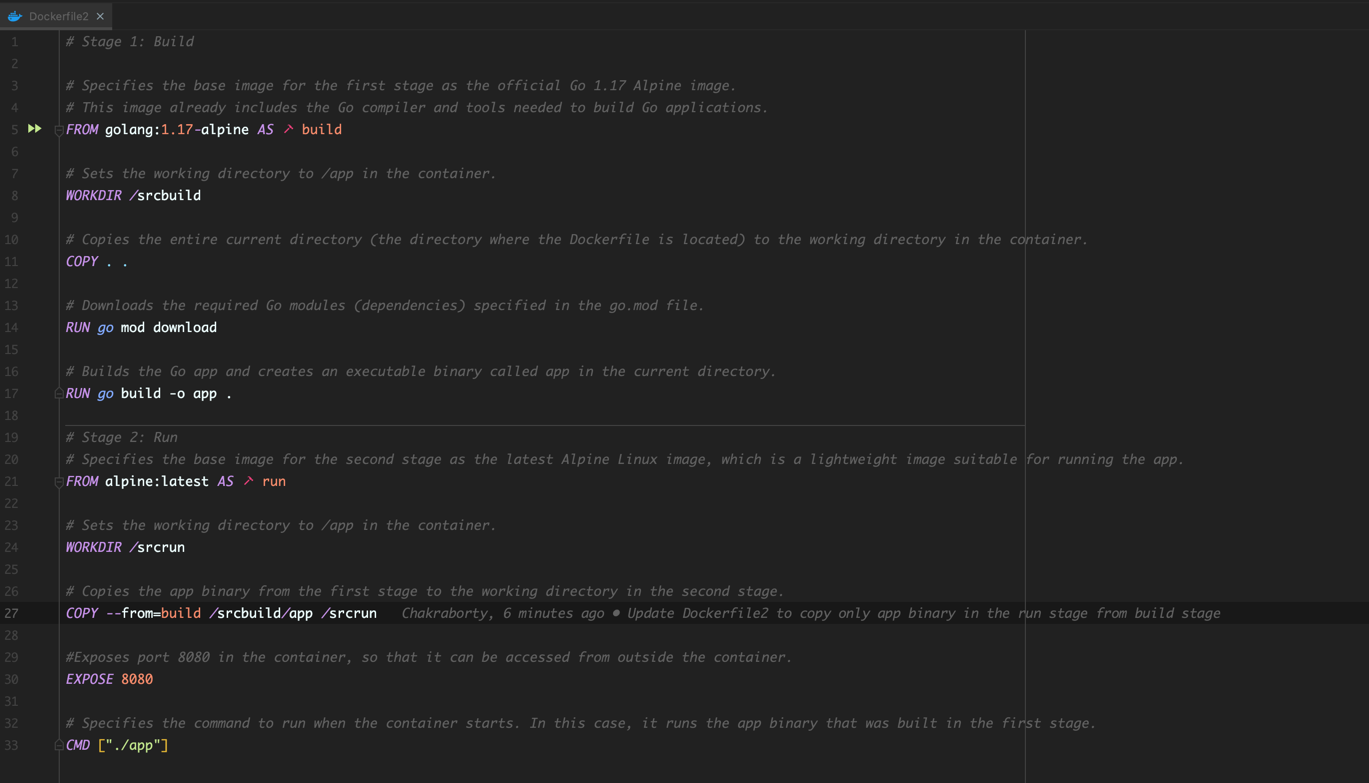 Dockerfile2 ×
1 # Stage 1: Build
2
3 # Specifies the base image for the first stage as the official Go 1.17 Alpine image.
4 # This image already includes the Go compiler and tools needed to build Go applications.
5 FROM golang:1.17-alpine AS build
6
7 # Sets the working directory to /app in the container.
8 WORKDIR /srcbuild
9
10 # Copies the entire current directory (the directory where the Dockerfile is located) to the working directory in the container.
11 COPY . .
12
13 # Downloads the required Go modules (dependencies) specified in the go.mod file.
14 RUN go mod download
15
16 # Builds the Go app and creates an executable binary called app in the current directory.
17 RUN go build -o app .
18
19 # Stage 2: Run
20 # Specifies the base image for the second stage as the latest Alpine Linux image, which is a lightweight image suitable for running the app.
21 FROM alpine:latest AS run
22
23 # Sets the working directory to /app in the container.
24 WORKDIR /srcrun
25
26 # Copies the app binary from the first stage to the working directory in the second stage.
27 COPY --from=build /srcbuild/app /srcrun Chakraborty, 6 minutes ago • Update Dockerfile2 to copy only app binary in the run stage from build stage
28
29 #Exposes port 8080 in the container, so that it can be accessed from outside the container.
30 EXPOSE 8080
31
32 # Specifies the command to run when the container starts. In this case, it runs the app binary that was built in the first stage.
33 CMD ["./app"]